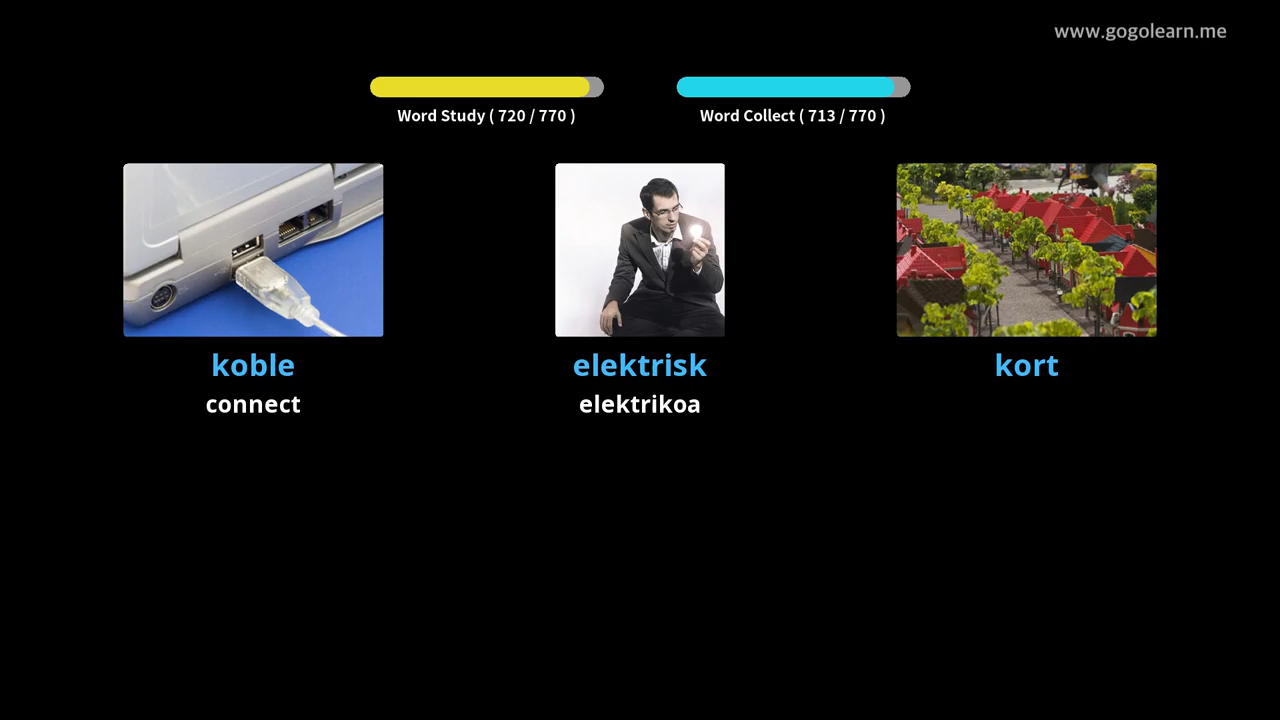 www.gogolearn.me
Word Study ( 720 / 770 )
Word Collect ( 713 / 770 )
koble
connect
elektrisk
elektrikoa
kort